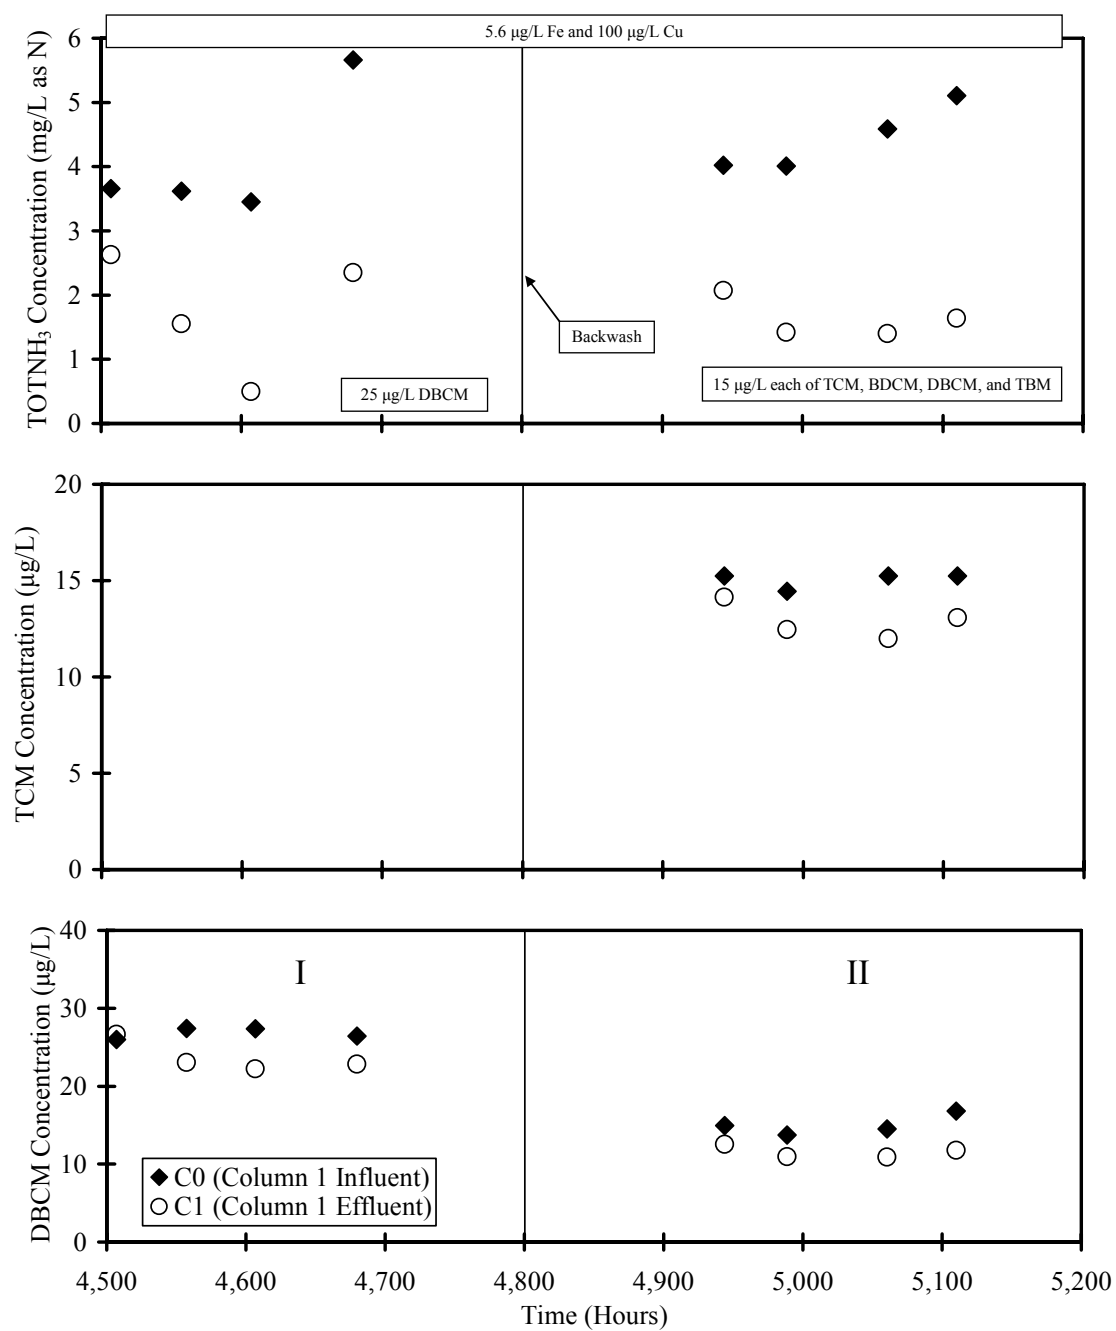 5.6 μg/L Fe and 100 μg/L Cu
TOTNH₃ Concentration (mg/L as N)
6
5
4
3
2
1
0
Backwash
25 μg/L DBCM
15 μg/L each of TCM, BDCM, DBCM, and TBM
TCM Concentration (μg/L)
20
15
10
5
0
DBCM Concentration (μg/L)
40
30
20
10
0
I
II
C0 (Column 1 Influent)
C1 (Column 1 Effluent)
4,500 4,600 4,700 4,800 4,900 5,000 5,100 5,200
Time (Hours)